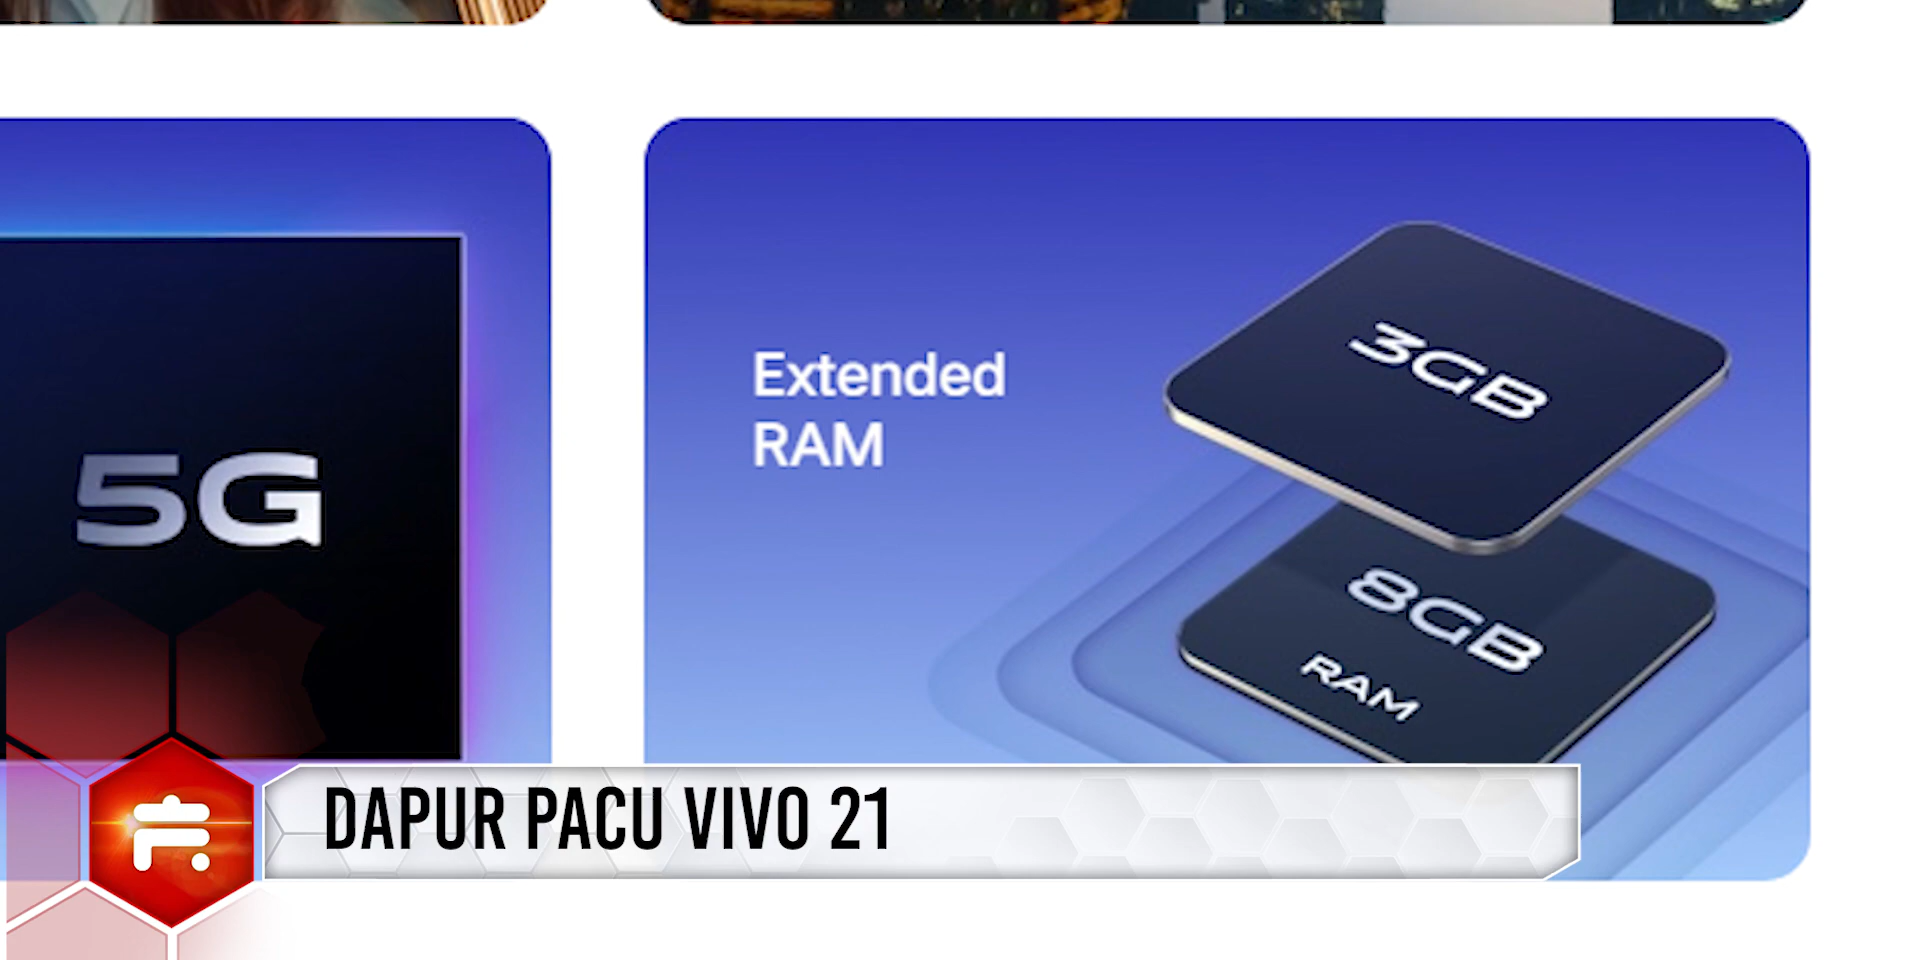 5G
Extended
RAM
3GB
8GB
RAM
DAPUR PACU VIVO 21